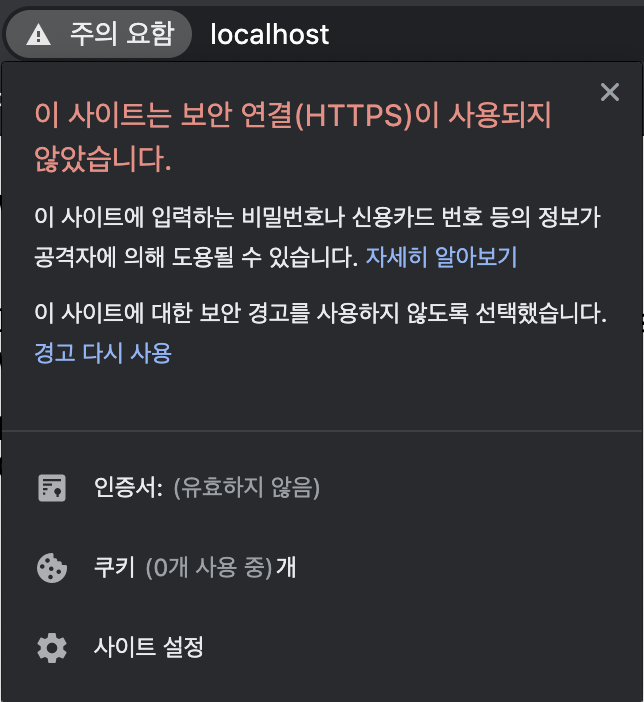 주의 요함 localhost
이 사이트는 보안 연결(HTTPS)이 사용되지
않았습니다.
이 사이트에 입력하는 비밀번호나 신용카드 번호 등의 정보가
공격자에 의해 도용될 수 있습니다. 자세히 알아보기
이 사이트에 대한 보안 경고를 사용하지 않도록 선택했습니다.
경고 다시 사용
인증서: (유효하지 않음)
쿠키 (0개 사용 중)개
사이트 설정